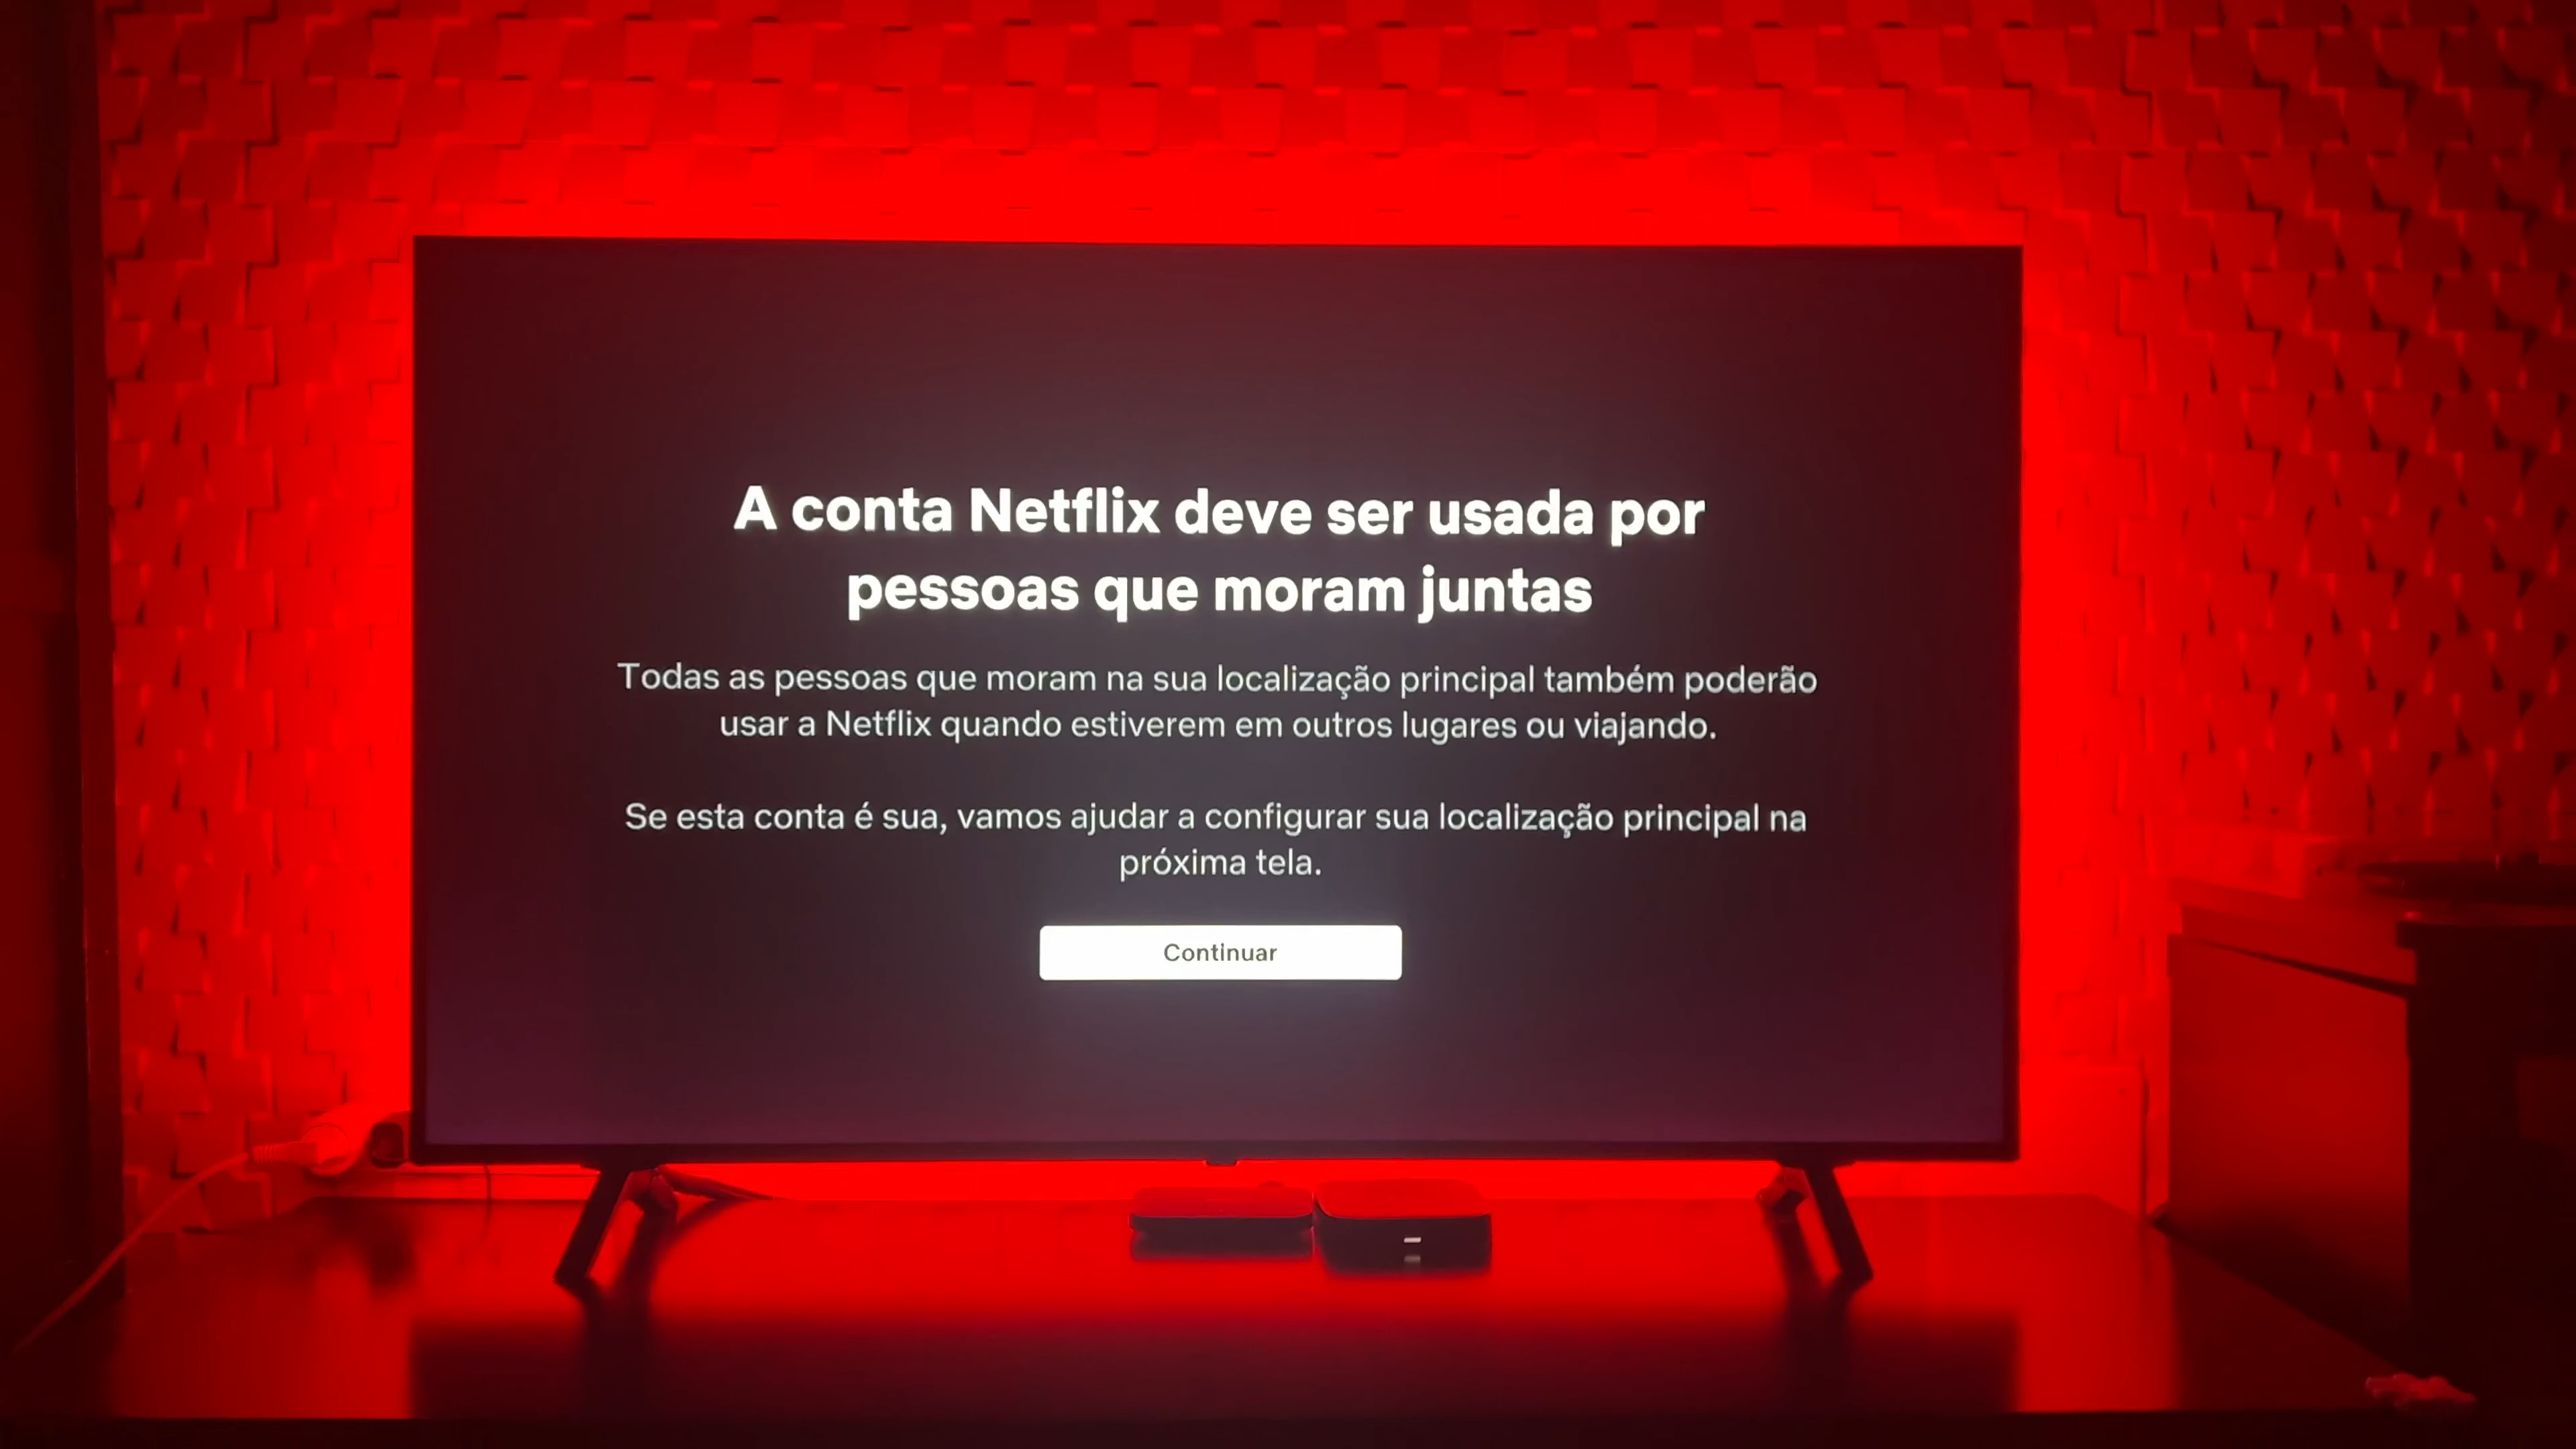 A conta Netflix deve ser usada por
pessoas que moram juntas
Todas as pessoas que moram na sua localização principal também poderão
usar a Netflix quando estiverem em outros lugares ou viajando.
Se esta conta é sua, vamos ajudar a configurar sua localização principal na
próxima tela.
Continuar